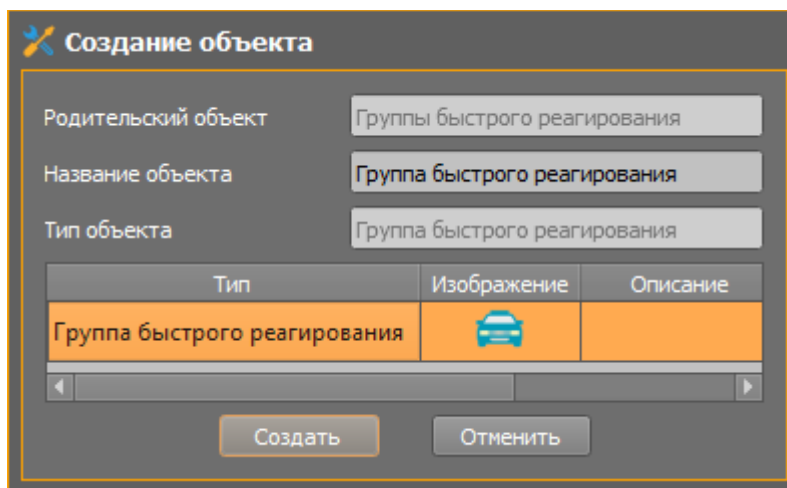 Создание объекта
Родительский объект Группы быстрого реагирования
Название объекта Группа быстрого реагирования
Тип объекта Группа быстрого реагирования
Тип Изображение Описание
Группа быстрого реагирования
Создать Отменить